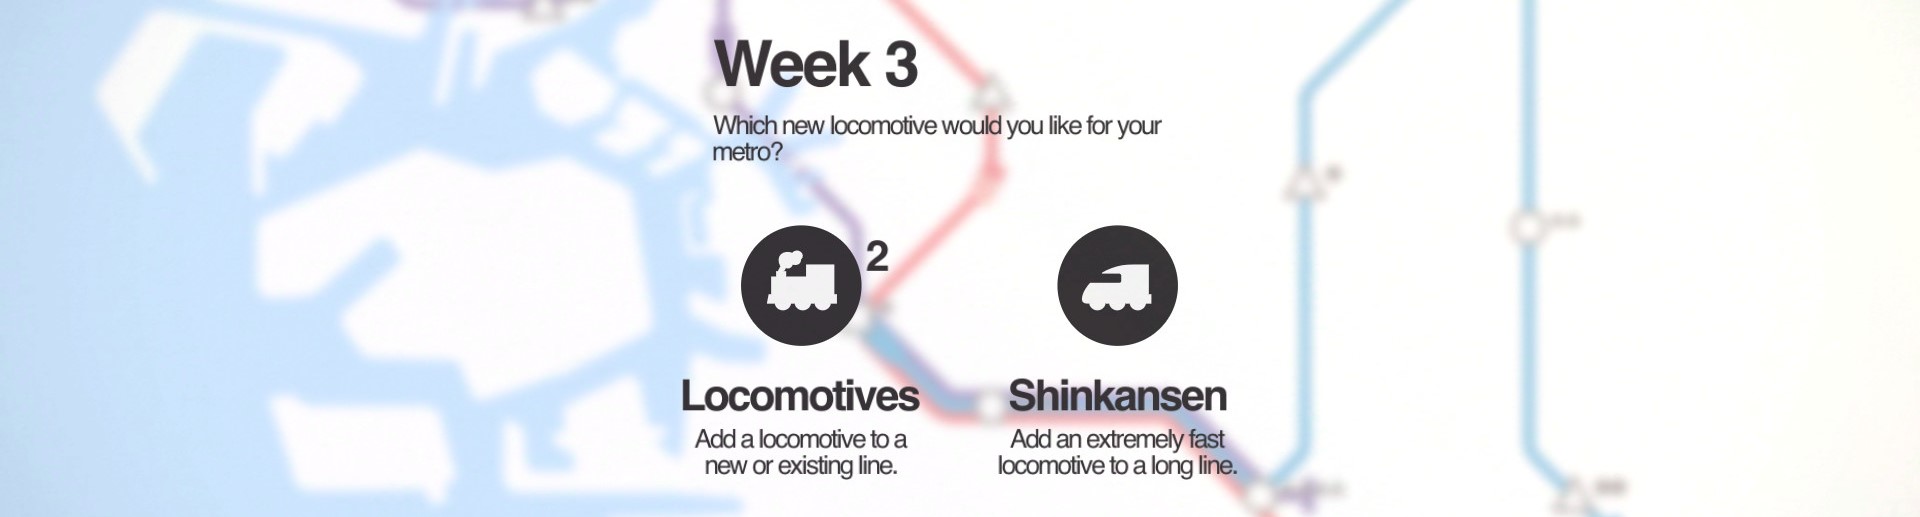 Week 3
Which new locomotive would you like for your
metro?
2
Locomotives
Add a locomotive to a
new or existing line.
Shinkansen
Add an extremely fast
locomotive to a long line.